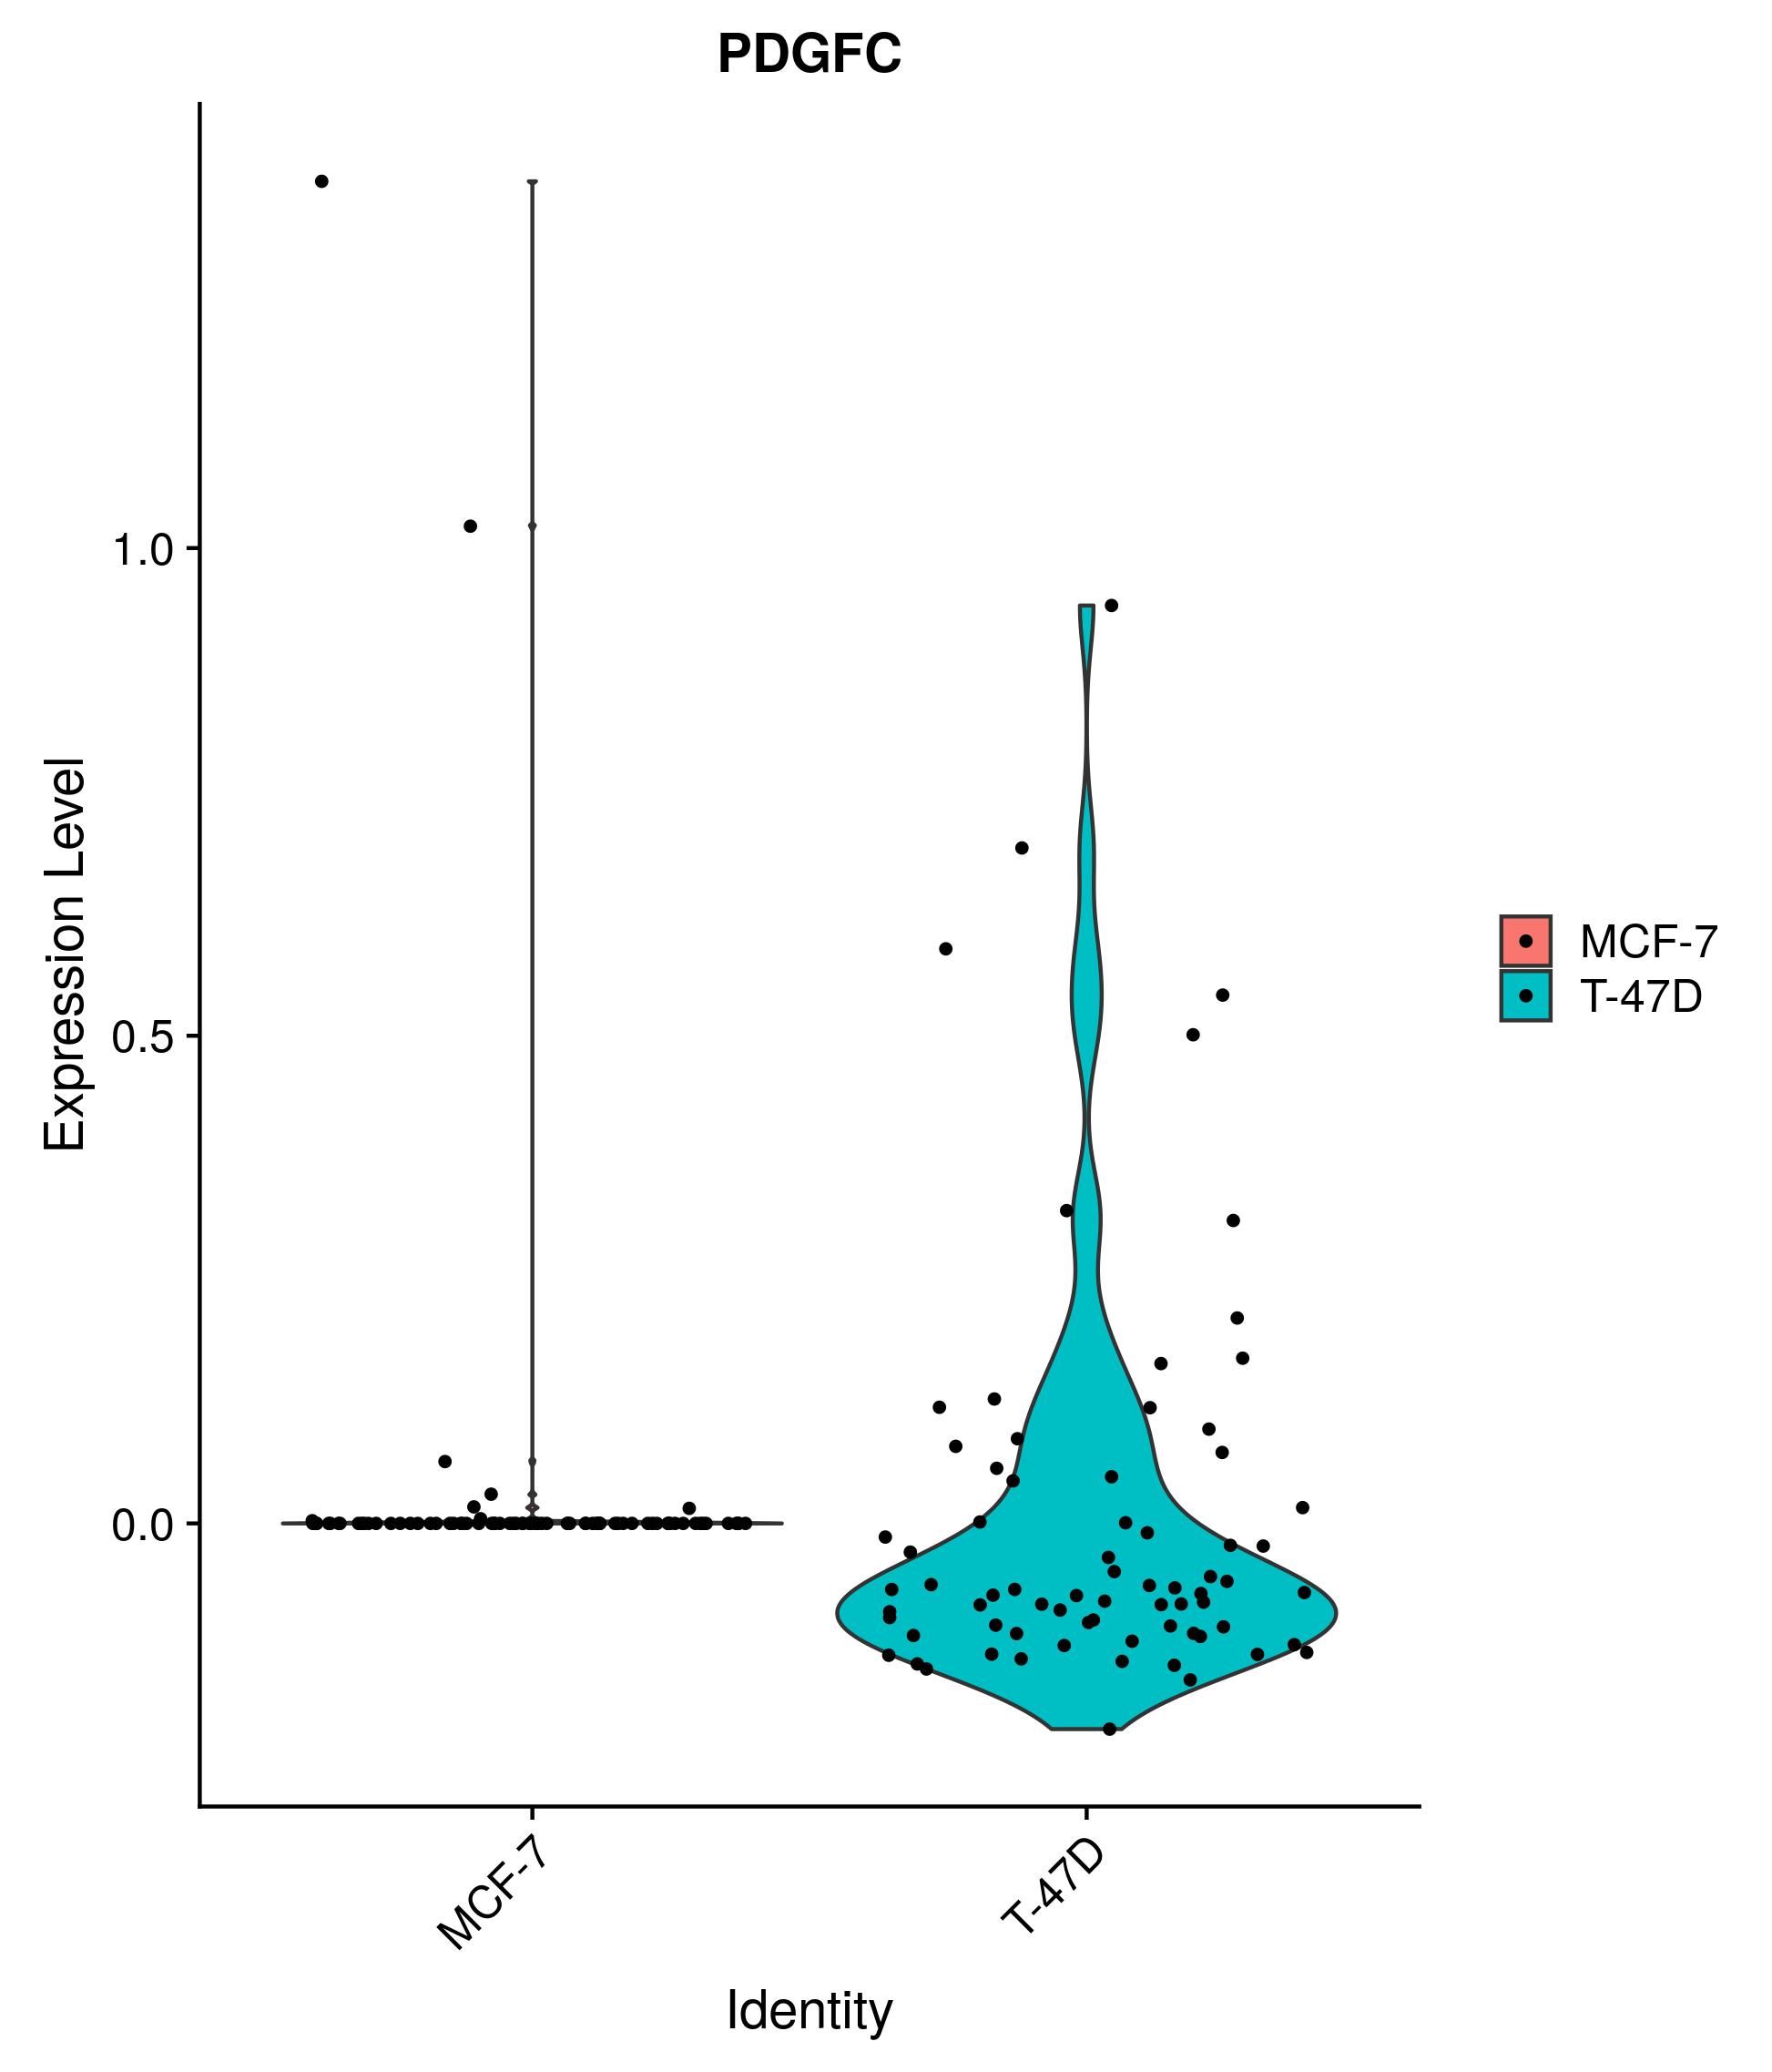 PDGFC
Expression Level
1.0
0.5
0.0
MCF-7
T-47D
Identity
MCF-7
T-47D